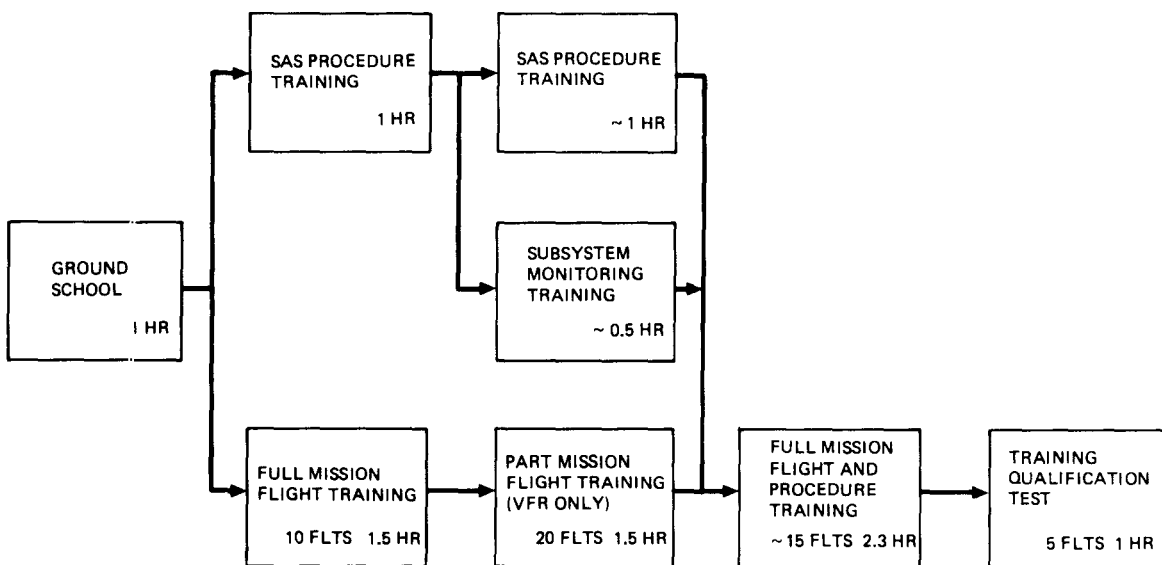 SAS PROCEDURE
TRAINING
1 HR
SAS PROCEDURE
TRAINING
~ 1 HR
GROUND
SCHOOL
1 HR
SUBSYSTEM
MONITORING
TRAINING
~ 0.5 HR
FULL MISSION
FLIGHT TRAINING
10 FLTS 1.5 HR
PART MISSION
FLIGHT TRAINING
(VFR ONLY)
20 FLTS 1.5 HR
FULL MISSION
FLIGHT AND
PROCEDURE
TRAINING
~15 FLTS 2.3 HR
TRAINING
QUALIFICATION
TEST
5 FLTS 1 HR